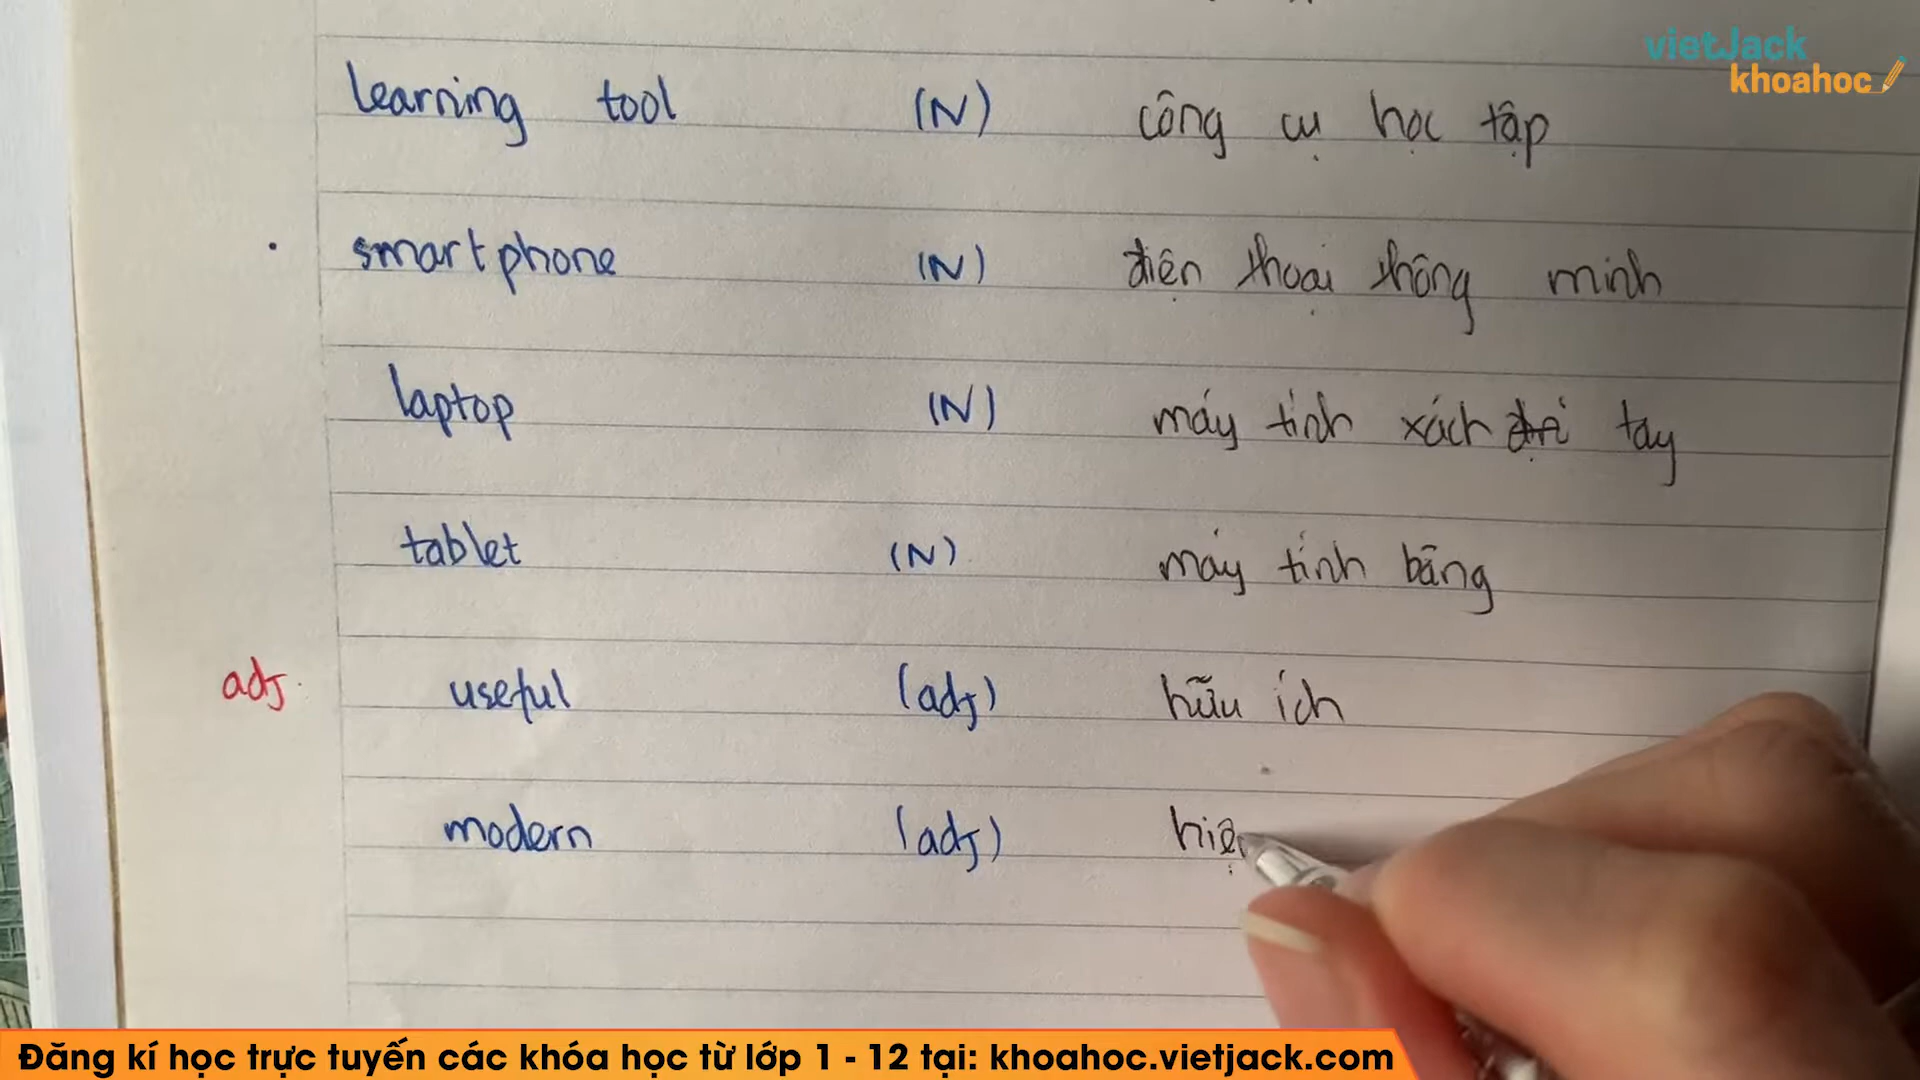 vietJack
khoahoc
learning tool (N) công cụ học tập
smartphone (N) điện thoại thông minh
laptop (N) máy tính xách tay
tablet (N) máy tính bảng
adj. useful (adj) hữu ích
modern (adj) hiệ
Đăng kí học trực tuyến các khóa học từ lớp 1 - 12 tại: khoahoc.vietjack.com